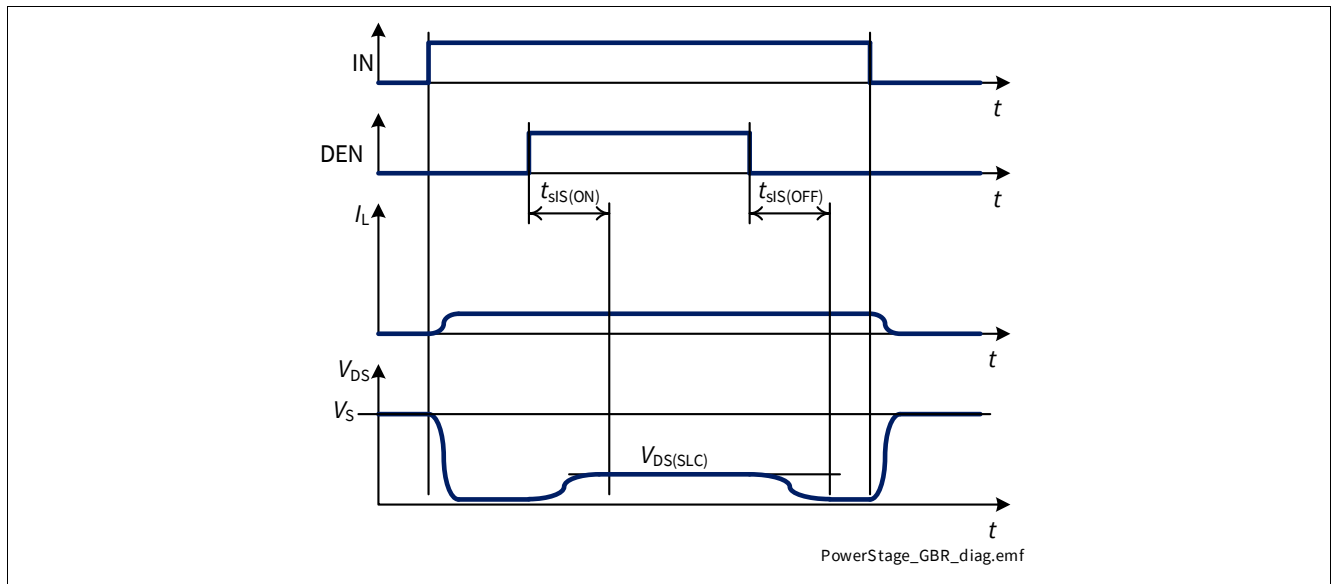 IN
t
DEN
t
tsIS(ON)
tsIS(OFF)
IL
t
VDS
VS
VDS(SLC)
t
PowerStage_GBR_diag.emf